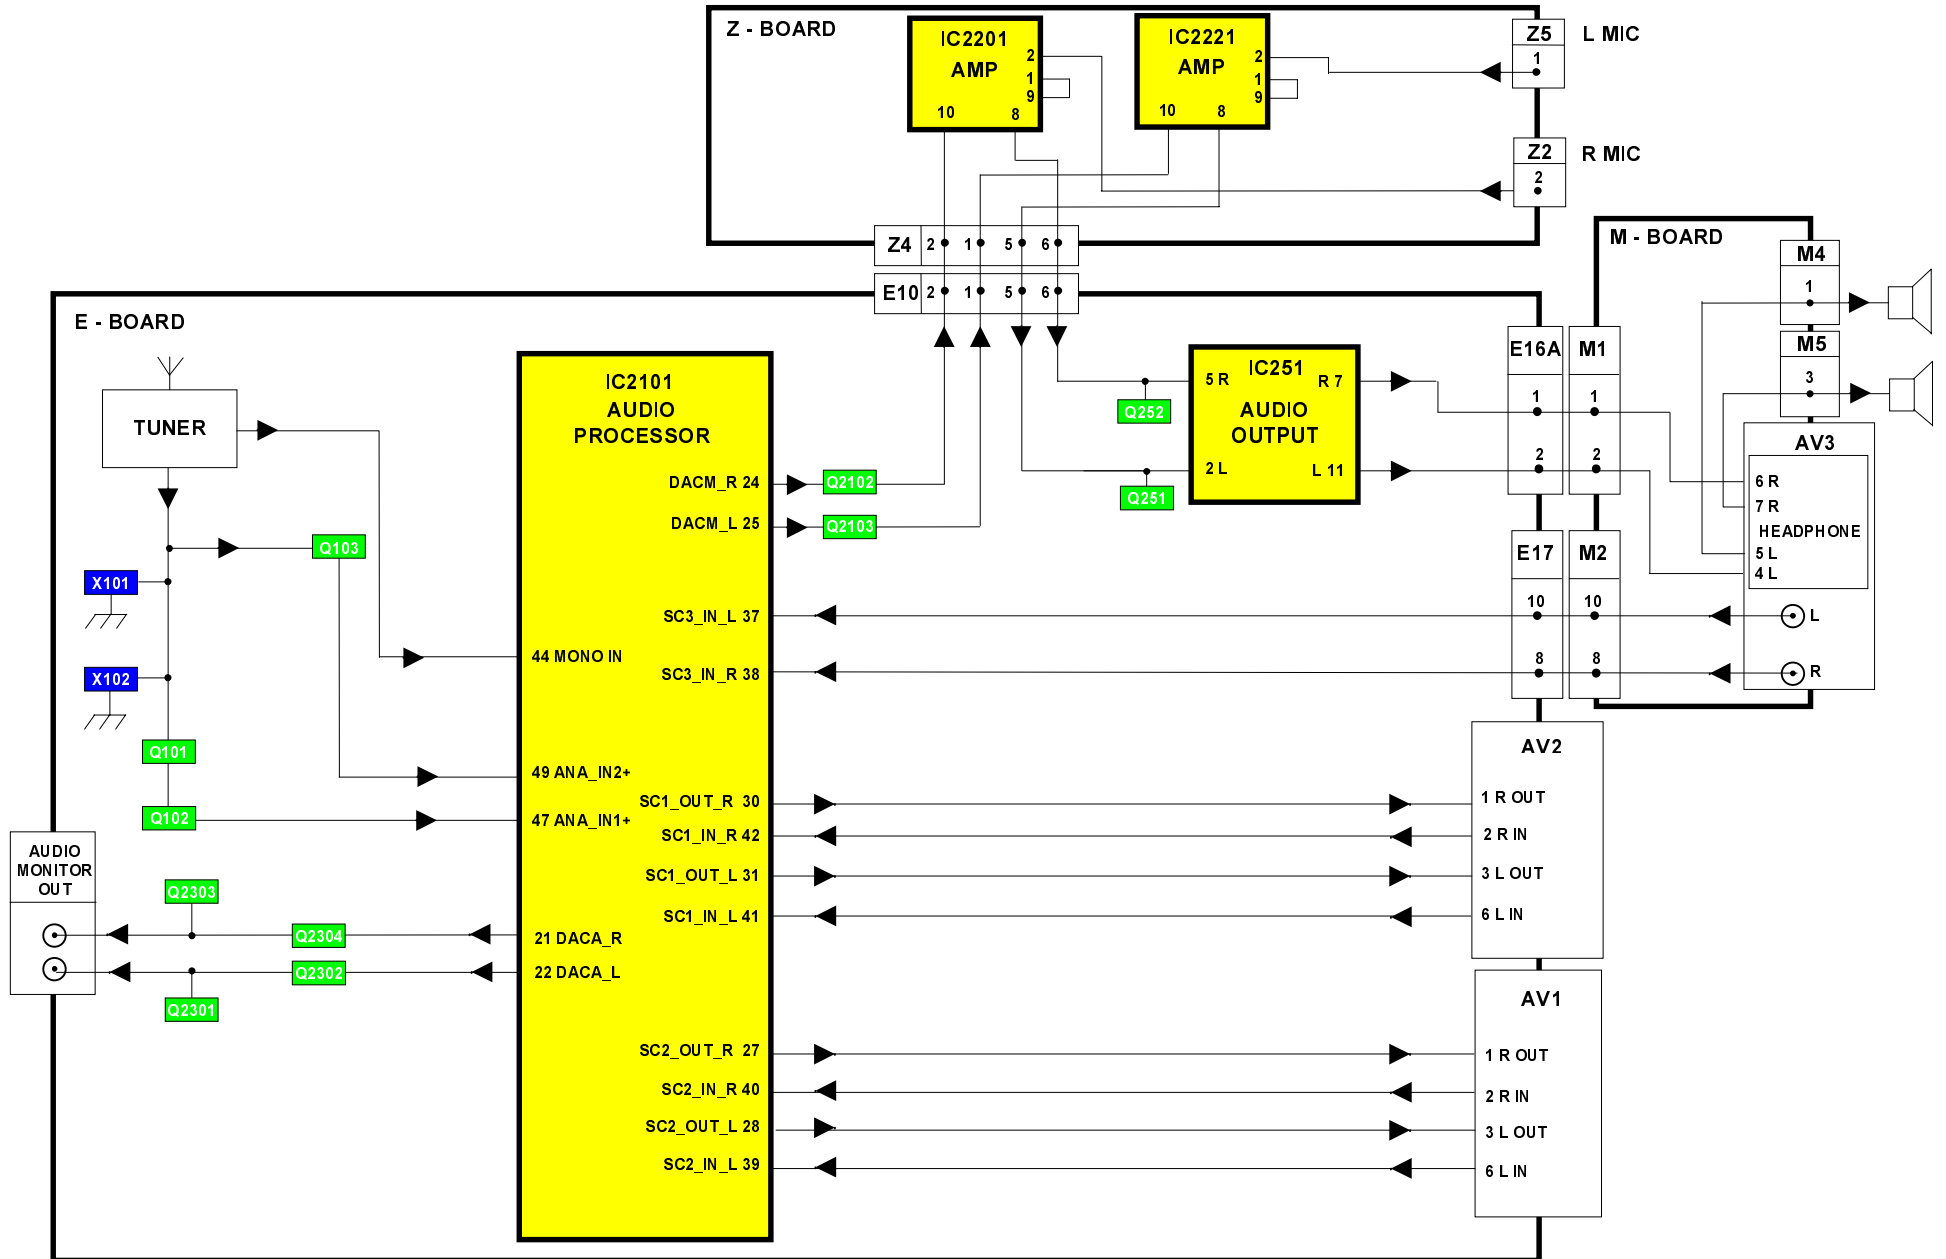 Z - BOARD
IC2201
AMP
2
1
9
10
8
IC2221
AMP
2
1
9
10
8
Z5
1
L MIC
Z2
2
R MIC
Z4 2 1 5 6
E10 2 1 5 6
M - BOARD
M4
1
M5
3
E - BOARD
TUNER
IC2101
AUDIO
PROCESSOR
DACM_R 24
DACM_L 25
Q2102
Q2103
Q252
Q251
5 R
IC251
R 7
AUDIO
OUTPUT
2 L
L 11
E16A
1
2
M1
1
2
AV3
6 R
7 R
HEADPHONE
5 L
4 L
L
R
E17
10
8
M2
10
8
Q103
X101
X102
Q101
Q102
SC3_IN_L 37
44 MONO IN
SC3_IN_R 38
49 ANA_IN2+
SC1_OUT_R 30
47 ANA_IN1+
SC1_IN_R 42
SC1_OUT_L 31
SC1_IN_L 41
21 DACA_R
22 DACA_L
SC2_OUT_R 27
SC2_IN_R 40
SC2_OUT_L 28
SC2_IN_L 39
AV2
1 R OUT
2 R IN
3 L OUT
6 L IN
AV1
1 R OUT
2 R IN
3 L OUT
6 L IN
AUDIO
MONITOR
OUT
Q2303
Q2304
Q2302
Q2301